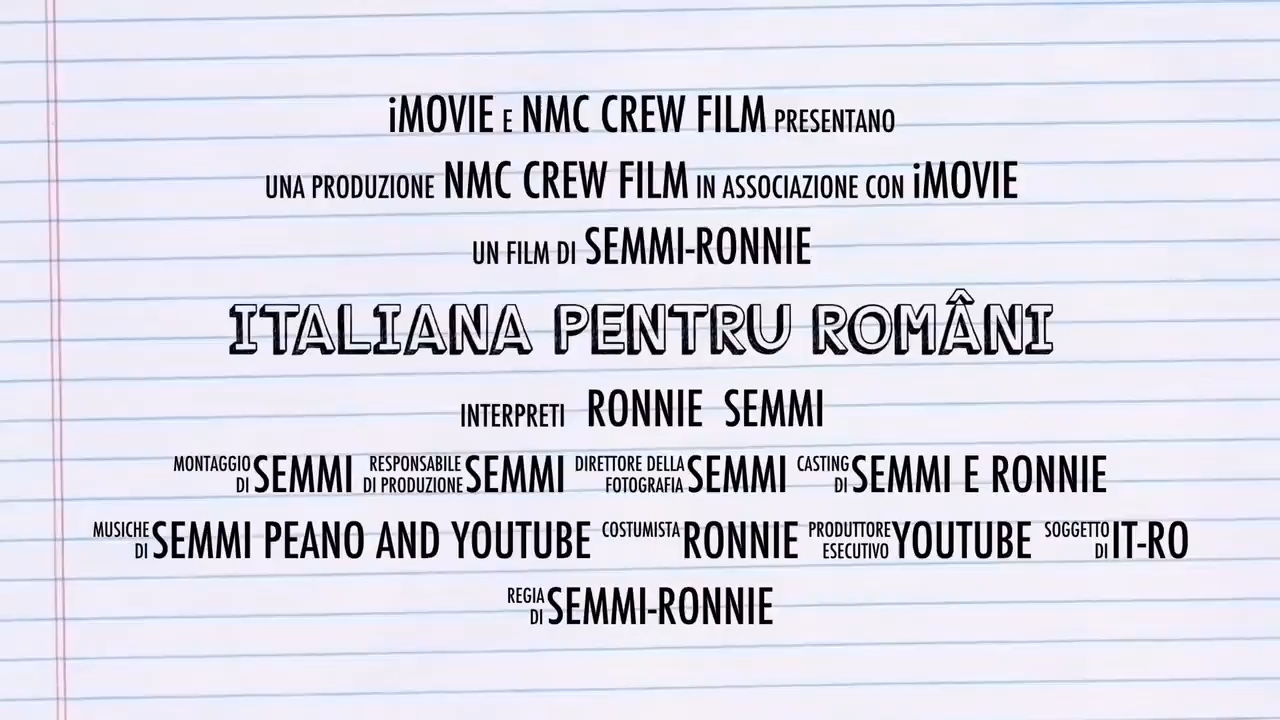 iMOVIE E NMC CREW FILM PRESENTANO
UNA PRODUZIONE NMC CREW FILM IN ASSOCIAZIONE CON iMOVIE
UN FILM DI SEMMI-RONNIE
ITALIANA PENTRU ROMÂNI
INTERPRETI RONNIE SEMMI
MONTAGGIO DI SEMMI RESPONSABILE DI PRODUZIONE SEMMI DIRETTORE DELLA FOTOGRAFIA SEMMI CASTING DI SEMMI E RONNIE
MUSICHE DI SEMMI PEANO AND YOUTUBE COSTUMISTA RONNIE PRODUTTORE ESECUTIVO YOUTUBE SOGGETTO DI IT-RO
REGIA DI SEMMI-RONNIE